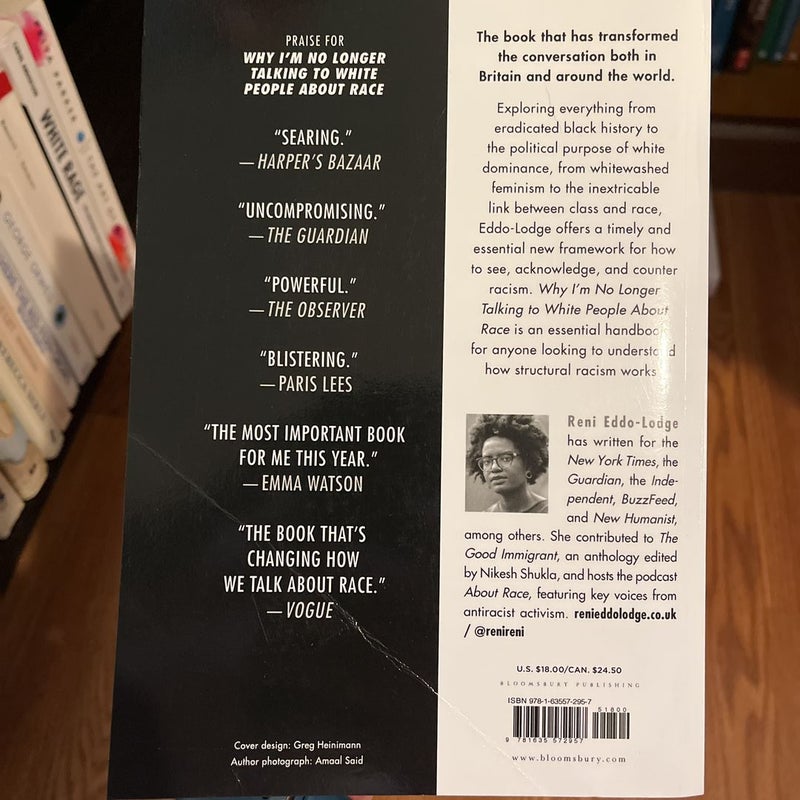 PRAISE FOR
WHY I'M NO LONGER
TALKING TO WHITE
PEOPLE ABOUT RACE
"SEARING."
—HARPER'S BAZAAR
"UNCOMPROMISING."
—THE GUARDIAN
"POWERFUL."
—THE OBSERVER
"BLISTERING."
—PARIS LEES
"THE MOST IMPORTANT BOOK
FOR ME THIS YEAR."
—EMMA WATSON
"THE BOOK THAT'S
CHANGING HOW
WE TALK ABOUT RACE."
—VOGUE
Cover design: Greg Heinimann
Author photograph: Amaal Said
The book that has transformed
the conversation both in
Britain and around the world.
Exploring everything from
eradicated black history to
the political purpose of white
dominance, from whitewashed
feminism to the inextricable
link between class and race,
Eddo-Lodge offers a timely and
essential new framework for how
to see, acknowledge, and counter
racism. Why I'm No Longer
Talking to White People About
Race is an essential handbook
for anyone looking to understand
how structural racism works.
Reni Eddo-Lodge
has written for the
New York Times, the
Guardian, the Inde-
pendent, BuzzFeed,
and New Humanist,
among others. She contributed to The
Good Immigrant, an anthology edited
by Nikesh Shukla, and hosts the podcast
About Race, featuring key voices from
antiracist activism. renieddolodge.co.uk
/ @renireni
U.S. $18.00/CAN. $24.50
BLOOMSBURY PUBLISHING
ISBN 978-1-63557-295-7
51800
9 781635 572957
www.bloomsbury.com
WHITE RAGE